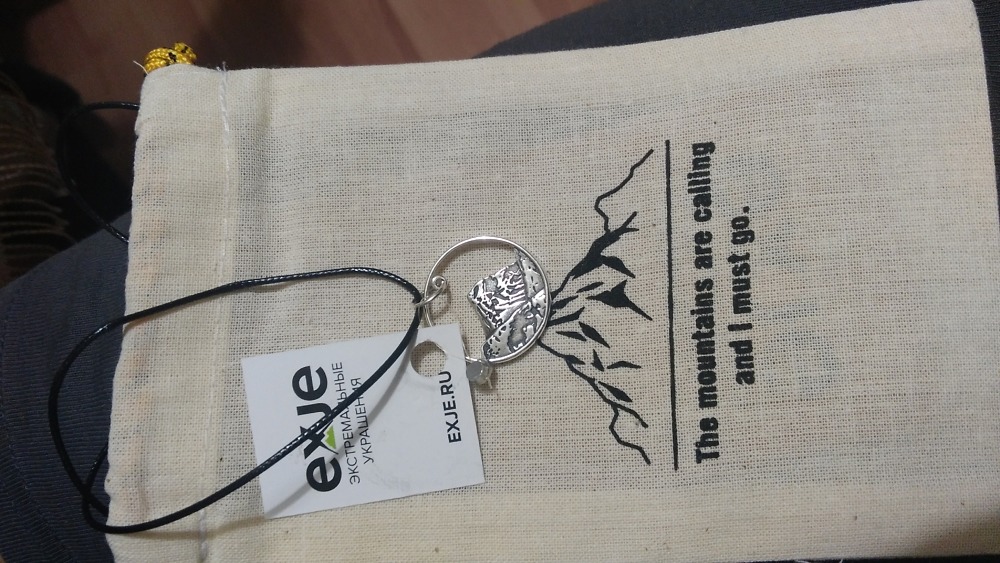 exje
ЭКСТРЕМАЛЬНЫЕ
УКРАШЕНИЯ
EXJE.RU
The mountains are calling
and I must go.